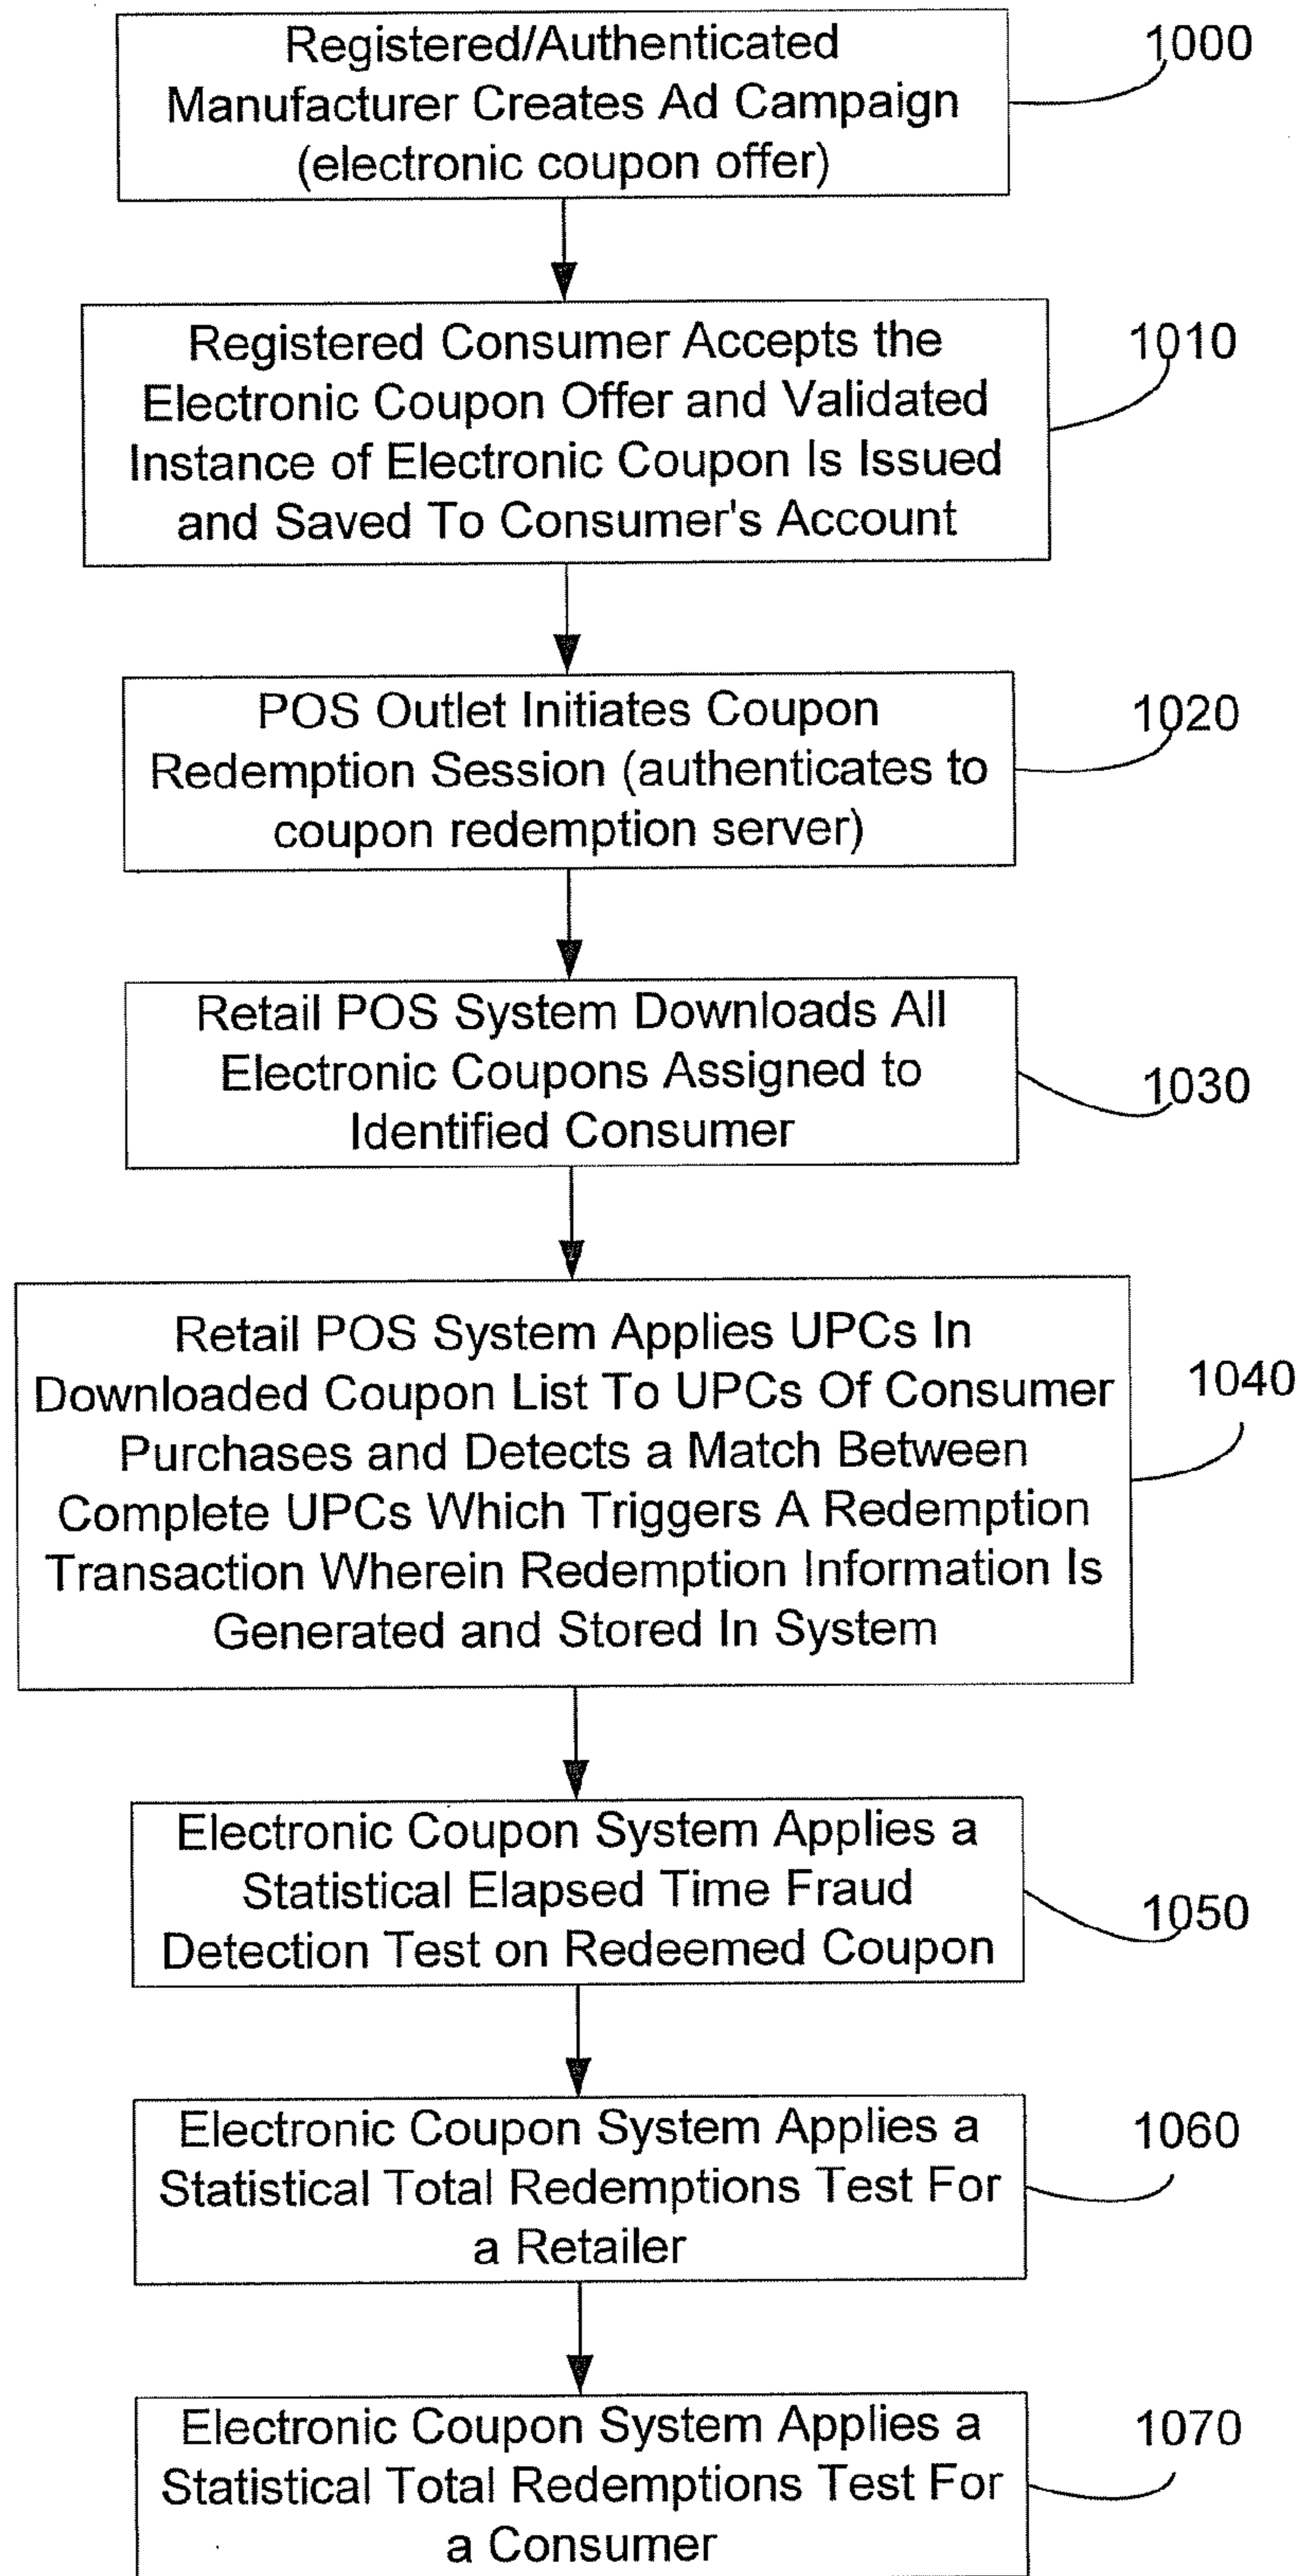 Registered/Authenticated
Manufacturer Creates Ad Campaign
(electronic coupon offer)
1000
Registered Consumer Accepts the
Electronic Coupon Offer and Validated
Instance of Electronic Coupon Is Issued
and Saved To Consumer's Account
1010
POS Outlet Initiates Coupon
Redemption Session (authenticates to
coupon redemption server)
1020
Retail POS System Downloads All
Electronic Coupons Assigned to
Identified Consumer
1030
Retail POS System Applies UPCs In
Downloaded Coupon List To UPCs Of Consumer
Purchases and Detects a Match Between
Complete UPCs Which Triggers A Redemption
Transaction Wherein Redemption Information Is
Generated and Stored In System
1040
Electronic Coupon System Applies a
Statistical Elapsed Time Fraud
Detection Test on Redeemed Coupon
1050
Electronic Coupon System Applies a
Statistical Total Redemptions Test For
a Retailer
1060
Electronic Coupon System Applies a
Statistical Total Redemptions Test For
a Consumer
1070